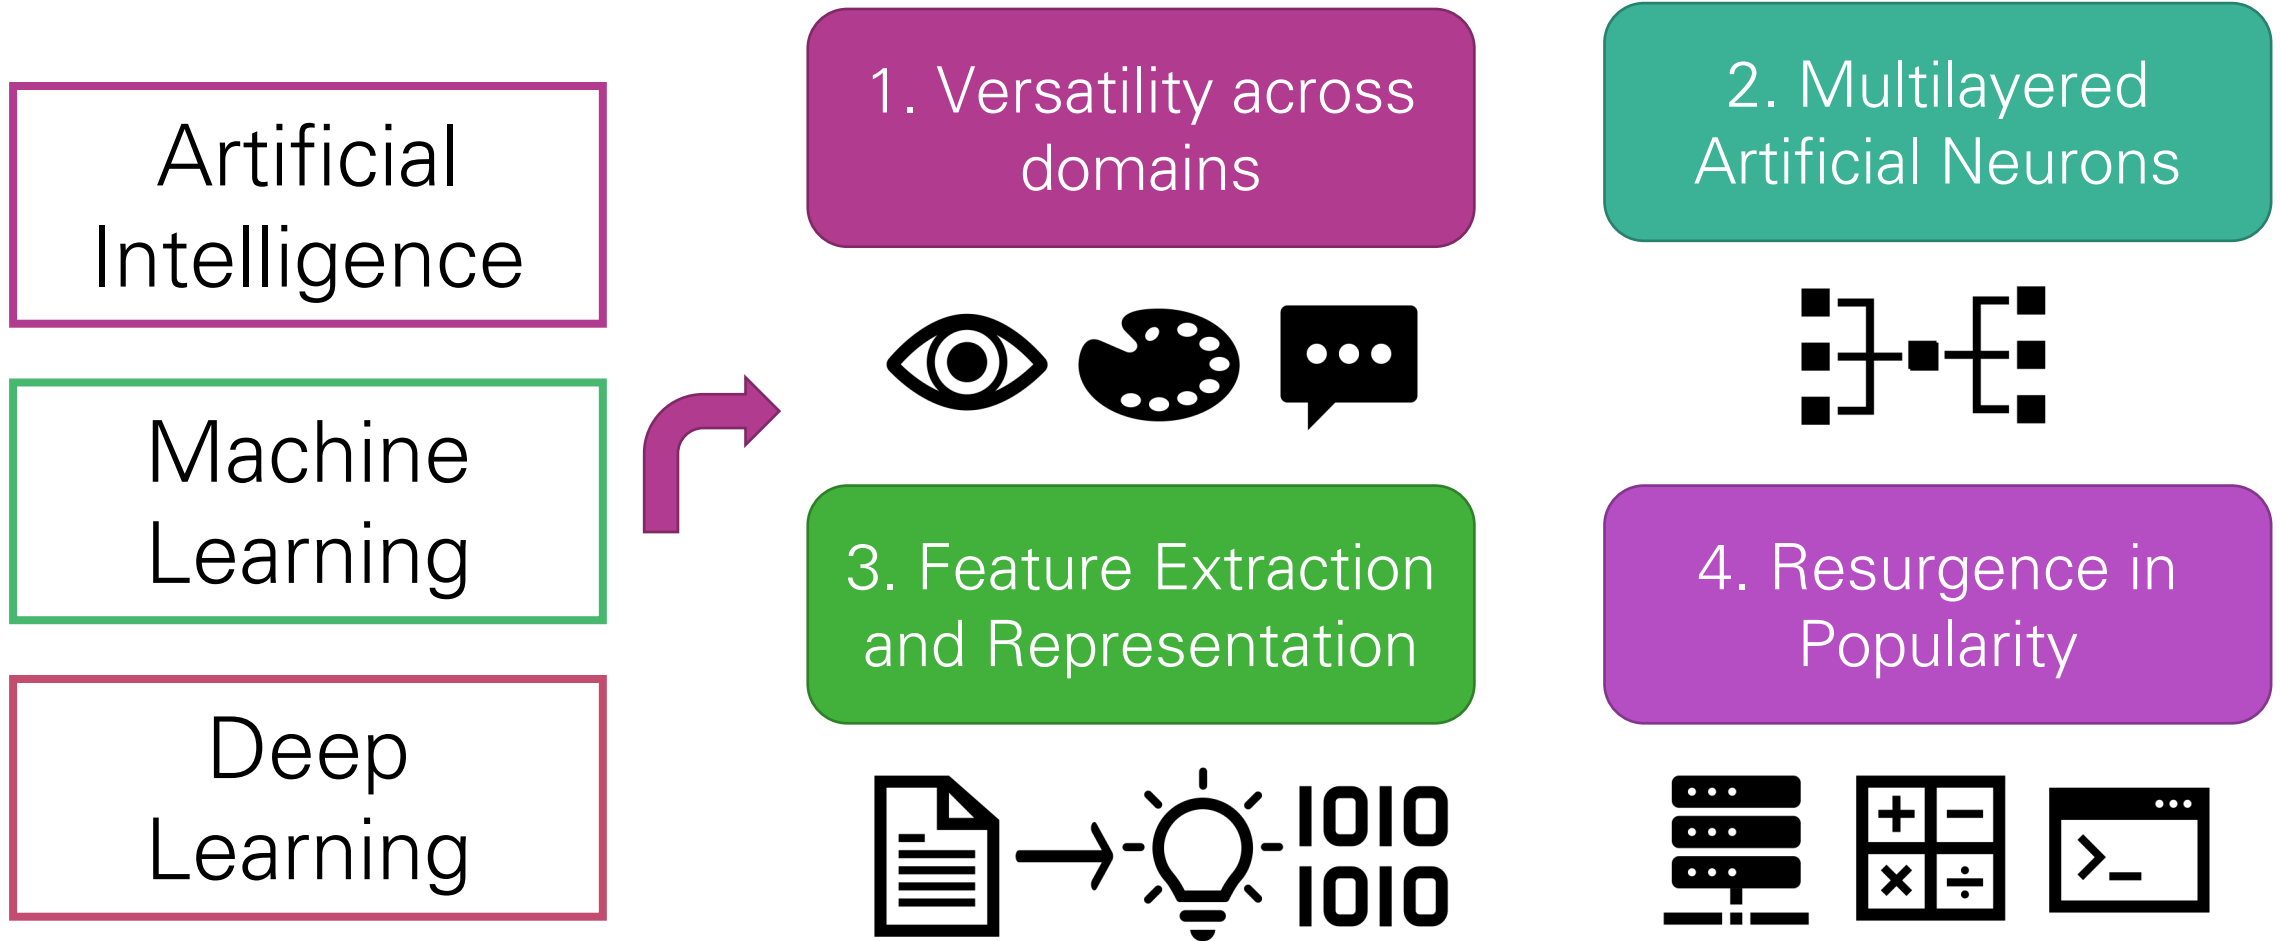 Artificial
Intelligence
Machine
Learning
Deep
Learning
1. Versatility across
domains
2. Multilayered
Artificial Neurons
3. Feature Extraction
and Representation
1010
1010
4. Resurgence in
Popularity